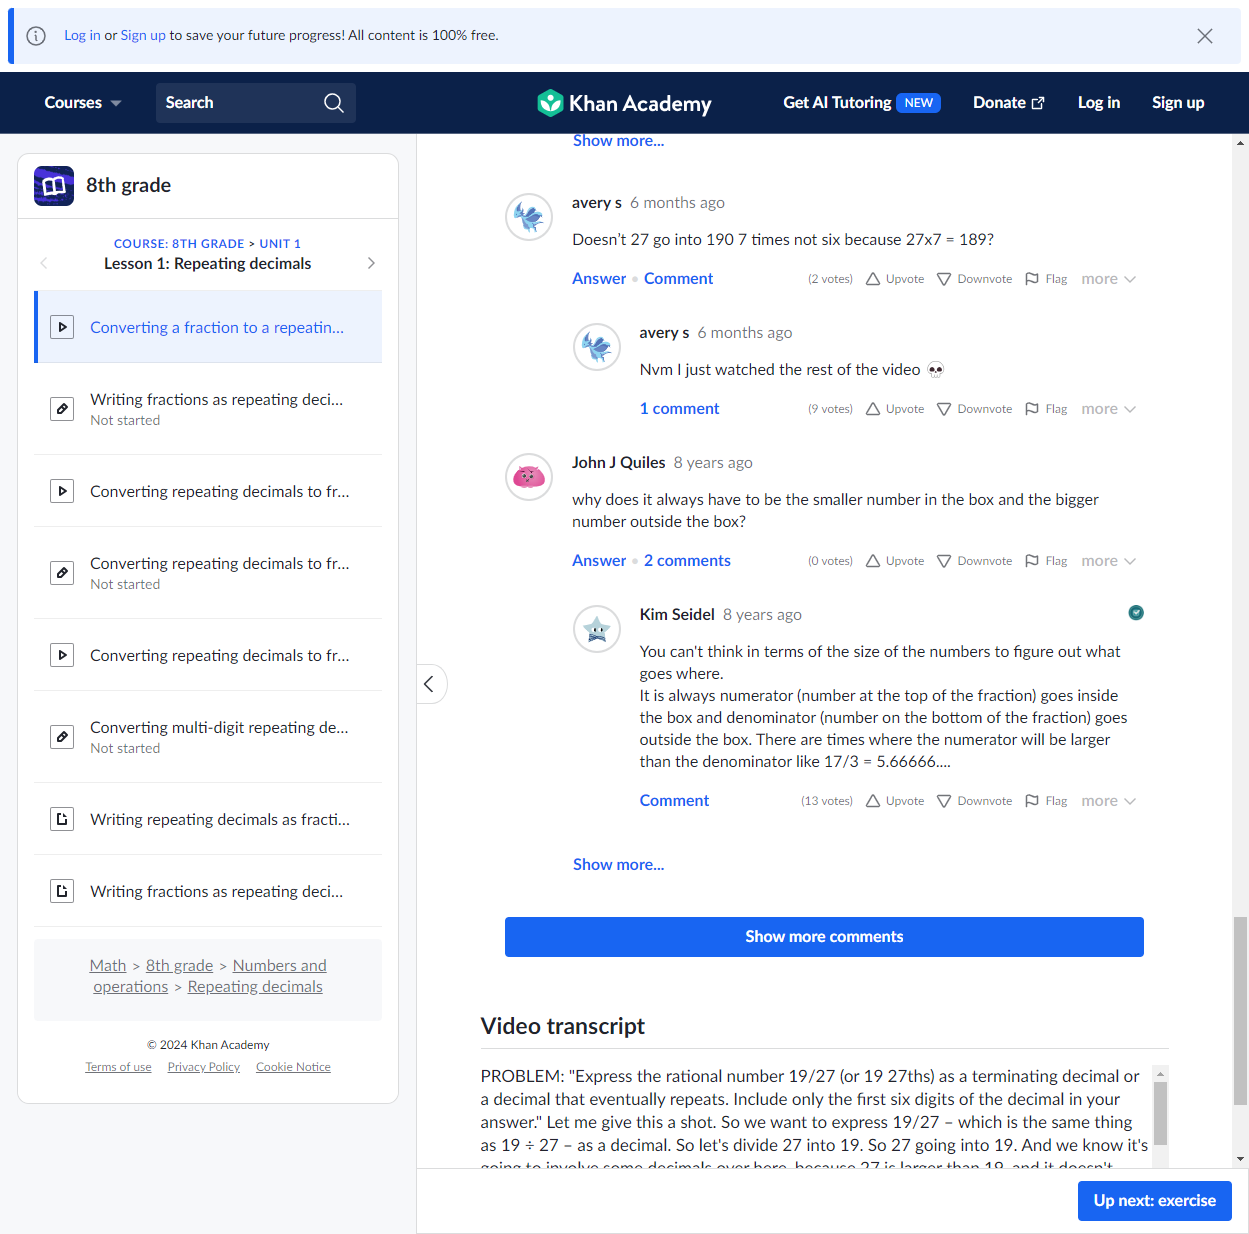 Log in or Sign up to save your future progress! All content is 100% free.
Courses
Search
Khan Academy
Get AI Tutoring NEW
Donate
Log in
Sign up
8th grade
COURSE: 8TH GRADE > UNIT 1
Lesson 1: Repeating decimals
Converting a fraction to a repeatin...
Writing fractions as repeating deci...
Not started
Converting repeating decimals to fr...
Converting repeating decimals to fr...
Not started
Converting repeating decimals to fr...
Converting multi-digit repeating de...
Not started
Writing repeating decimals as fracti...
Writing fractions as repeating deci...
Math > 8th grade > Numbers and
operations > Repeating decimals
© 2024 Khan Academy
Terms of use Privacy Policy Cookie Notice
Show more...
avery s 6 months ago
Doesn’t 27 go into 190 7 times not six because 27x7 = 189?
Answer • Comment (2 votes) Upvote Downvote Flag more
avery s 6 months ago
Nvm I just watched the rest of the video 💀
1 comment (9 votes) Upvote Downvote Flag more
John J Quiles 8 years ago
why does it always have to be the smaller number in the box and the bigger
number outside the box?
Answer • 2 comments (0 votes) Upvote Downvote Flag more
Kim Seidel 8 years ago
You can't think in terms of the size of the numbers to figure out what
goes where.
It is always numerator (number at the top of the fraction) goes inside
the box and denominator (number on the bottom of the fraction) goes
outside the box. There are times where the numerator will be larger
than the denominator like 17/3 = 5.66666....
Comment (13 votes) Upvote Downvote Flag more
Show more...
Show more comments
Video transcript
PROBLEM: "Express the rational number 19/27 (or 19 27ths) as a terminating decimal or
a decimal that eventually repeats. Include only the first six digits of the decimal in your
answer." Let me give this a shot. So we want to express 19/27 – which is the same thing
as 19 ÷ 27 – as a decimal. So let's divide 27 into 19. So 27 going into 19. And we know it's
going to involve some decimals over here, because 27 is larger than 19, and it doesn't
Up next: exercise